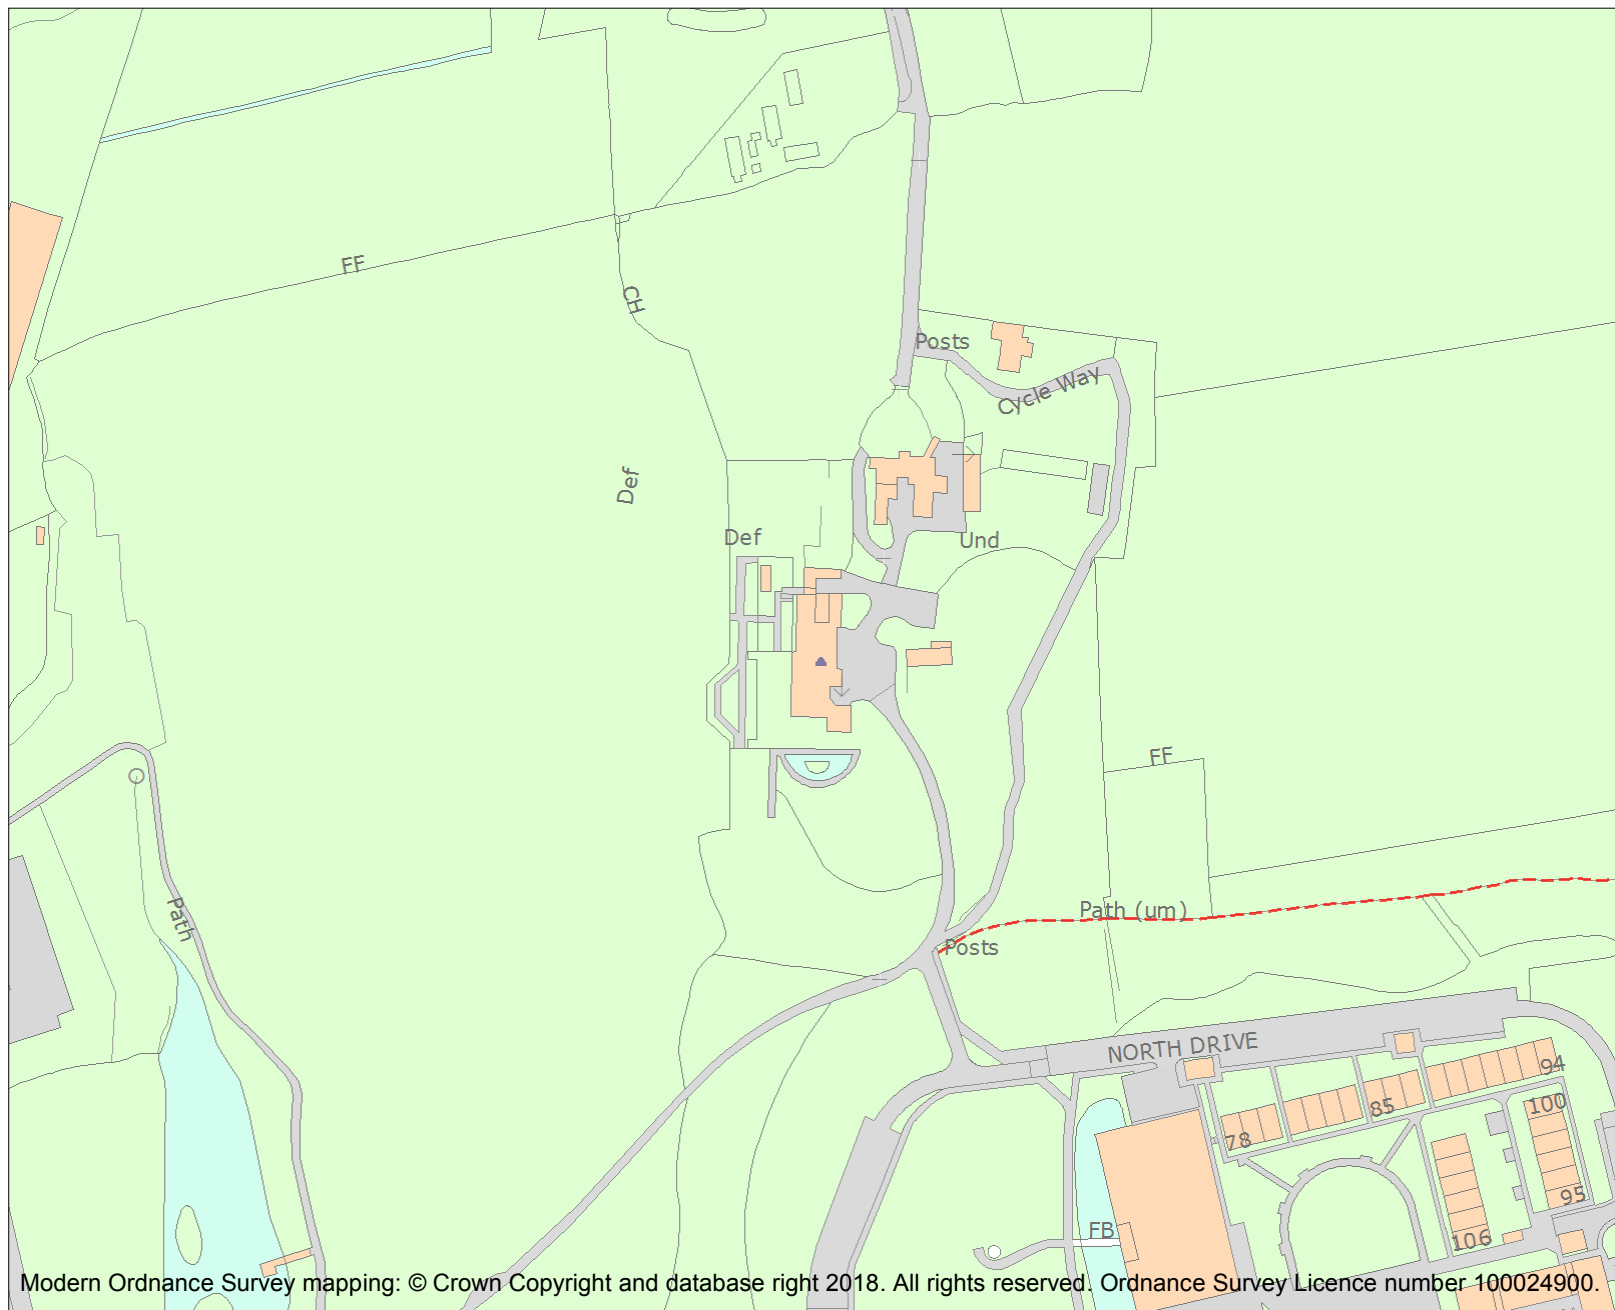 FF
CH
Posts
Cycle Way
Def
Def
Und
FF
Path
Path (um)
Posts
NORTH DRIVE
94
100
85
78
95
FB
106
Modern Ordnance Survey mapping: © Crown Copyright and database right 2018. All rights reserved. Ordnance Survey Licence number 100024900.